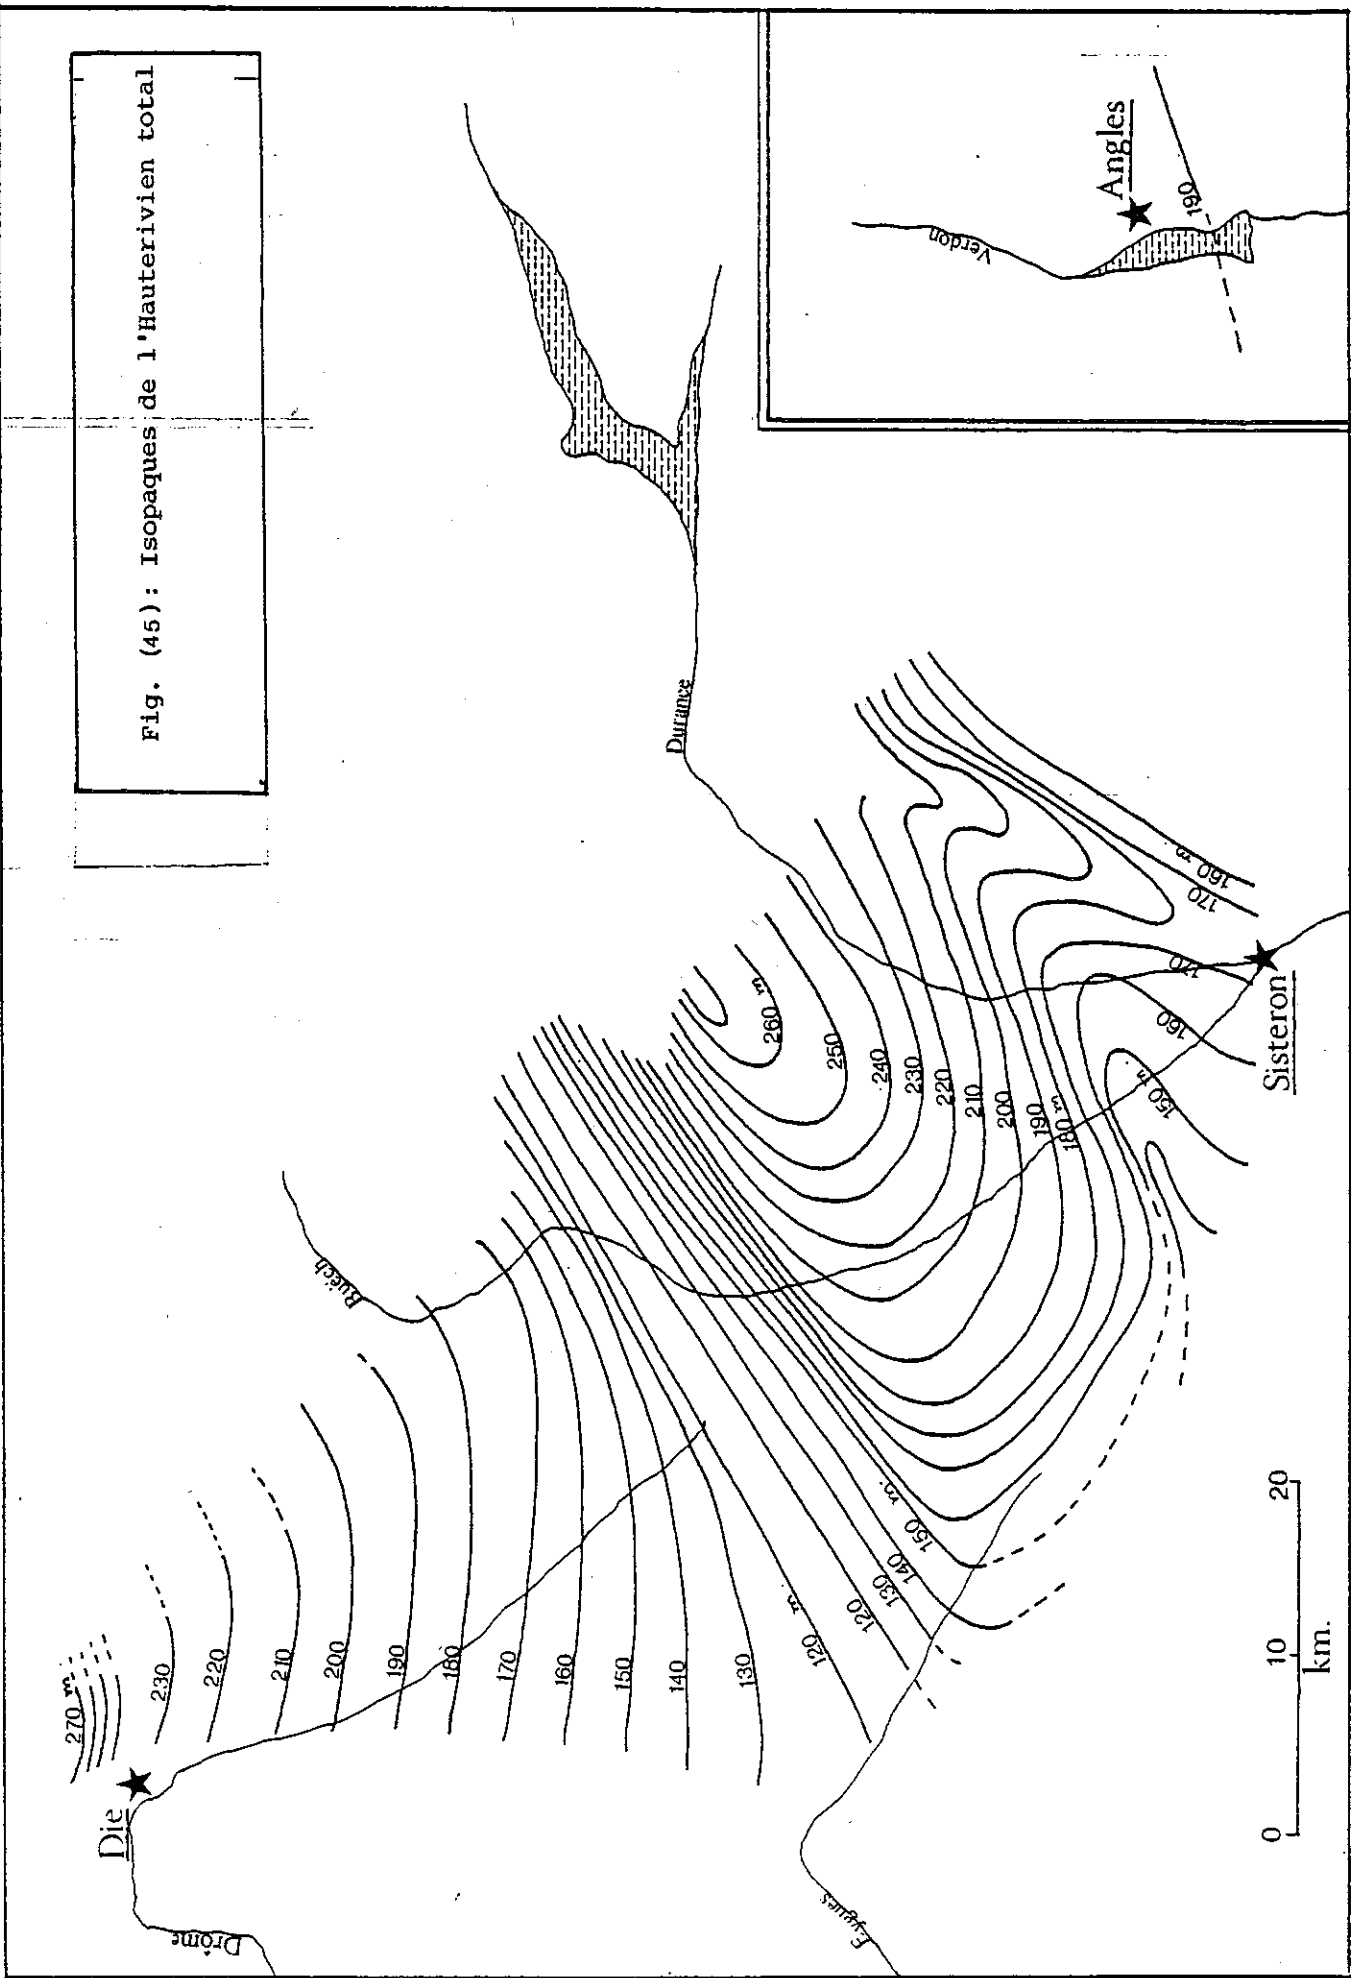 Fig. (45): Isopaques de l'Hauterivien total
Die
Drôme
270 m
230
220
210
200
190
180
170
160
150
140
130
120 m
120
130
140
150 m
Buëch
Eygues
Durance
260 m
250
240
230
220
210
200
190
180 m
170
160
150 m
170
160 m
Sisteron
Verdon
Angles
190
0 10 20
km.